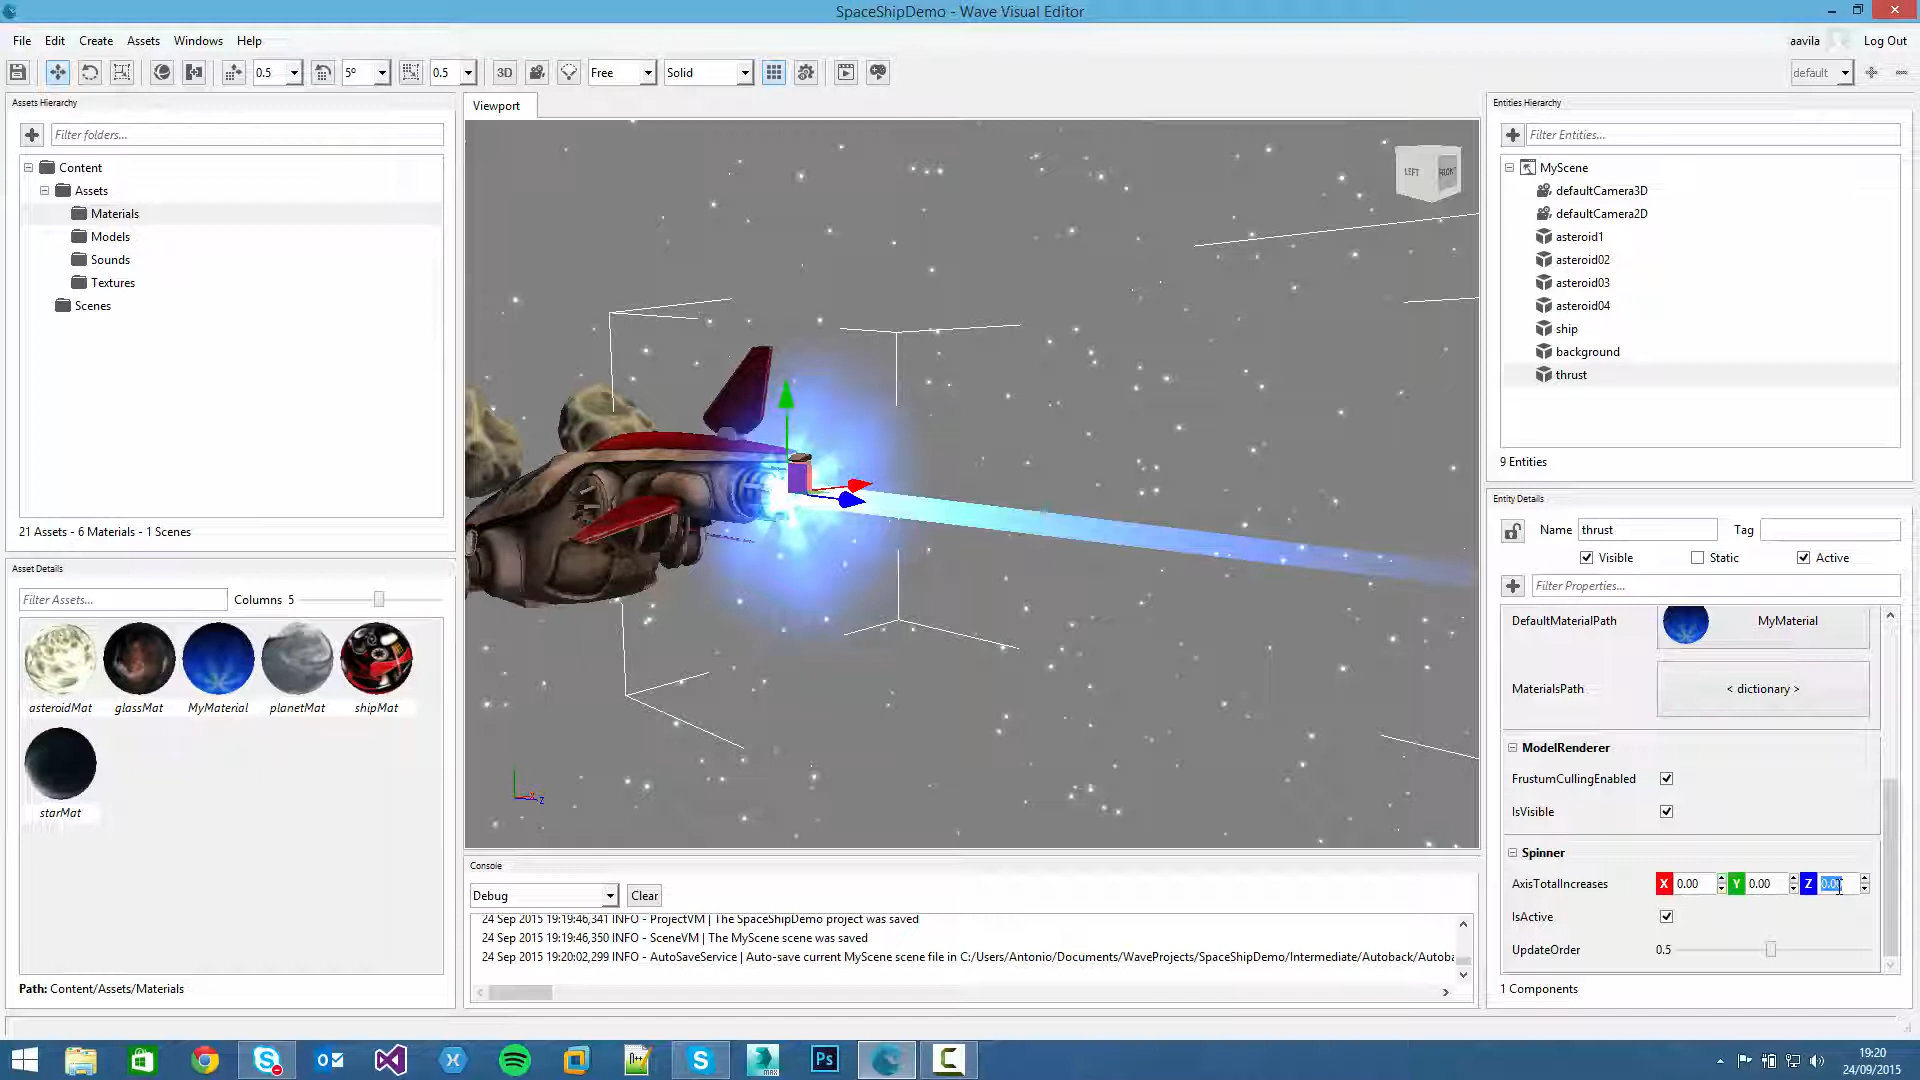 SpaceShipDemo - Wave Visual Editor
File Edit Create Assets Windows Help
aavila Log Out
0.5 5º 0.5 3D Free Solid default
Assets Hierarchy
Filter folders...
Content
Assets
Materials
Models
Sounds
Textures
Scenes
21 Assets - 6 Materials - 1 Scenes
Asset Details
Filter Assets... Columns 5
asteroidMat glassMat MyMaterial planetMat shipMat
starMat
Path: Content/Assets/Materials
Viewport
LEFT FRONT
Z
Console
Debug Clear
24 Sep 2015 19:19:46,341 INFO - ProjectVM | The SpaceShipDemo project was saved
24 Sep 2015 19:19:46,350 INFO - SceneVM | The MyScene scene was saved
24 Sep 2015 19:20:02,299 INFO - AutoSaveService | Auto-save current MyScene scene file in C:/Users/Antonio/Documents/WaveProjects/SpaceShipDemo/Intermediate/Autoback/Autoba
Entities Hierarchy
Filter Entities...
MyScene
defaultCamera3D
defaultCamera2D
asteroid1
asteroid02
asteroid03
asteroid04
ship
background
thrust
9 Entities
Entity Details
Name thrust Tag
Visible Static Active
Filter Properties...
DefaultMaterialPath MyMaterial
MaterialsPath < dictionary >
ModelRenderer
FrustumCullingEnabled
IsVisible
Spinner
AxisTotalIncreases X 0.00 Y 0.00 Z 0.00
IsActive
UpdateOrder 0.5
1 Components
19:20
24/09/2015